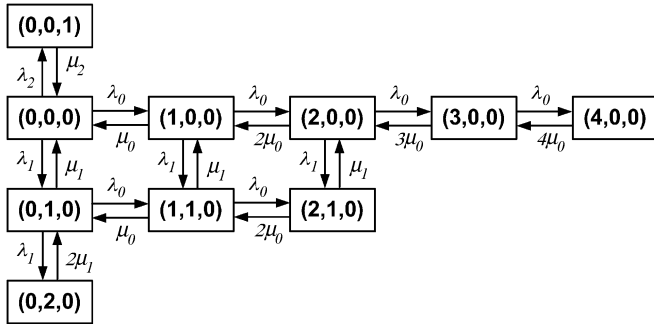 (0,0,1)
λ2 μ2
λ0 λ0 λ0 λ0
(0,0,0) (1,0,0) (2,0,0) (3,0,0) (4,0,0)
μ0 2μ0 3μ0 4μ0
λ1 μ1 λ1 μ1 λ1 μ1
λ0 λ0
(0,1,0) (1,1,0) (2,1,0)
μ0 2μ0
λ1 2μ1
(0,2,0)